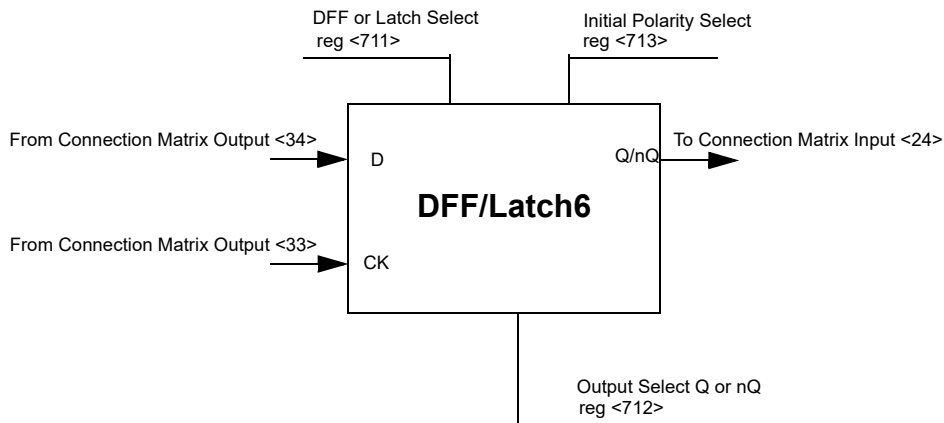 DFF or Latch Select
reg <711>
Initial Polarity Select
reg <713>
From Connection Matrix Output <34>
D
Q/nQ
To Connection Matrix Input <24>
DFF/Latch6
From Connection Matrix Output <33>
CK
Output Select Q or nQ
reg <712>